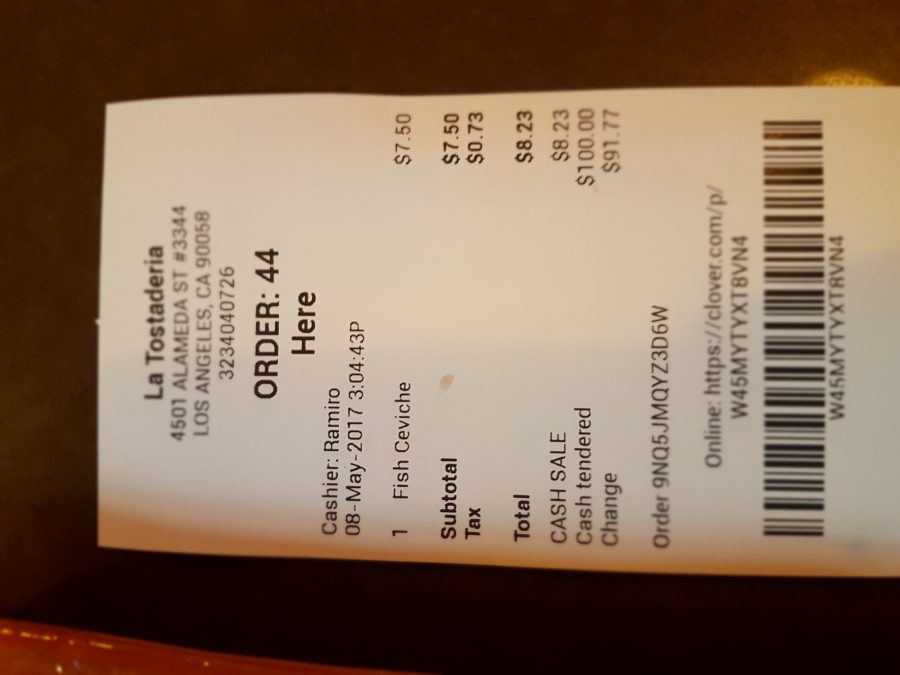 La Tostaderia
4501 ALAMEDA ST #3344
LOS ANGELES, CA 90058
3234040726
ORDER: 44
Here
Cashier: Ramiro
08-May-2017 3:04:43P
1 Fish Ceviche $7.50
Subtotal $7.50
Tax $0.73
Total $8.23
CASH SALE $8.23
Cash tendered $100.00
Change $91.77
Order 9NQ5JMQYZ3D6W
Online: https://clover.com/p/
W45MYTYXT8VN4
W45MYTYXT8VN4